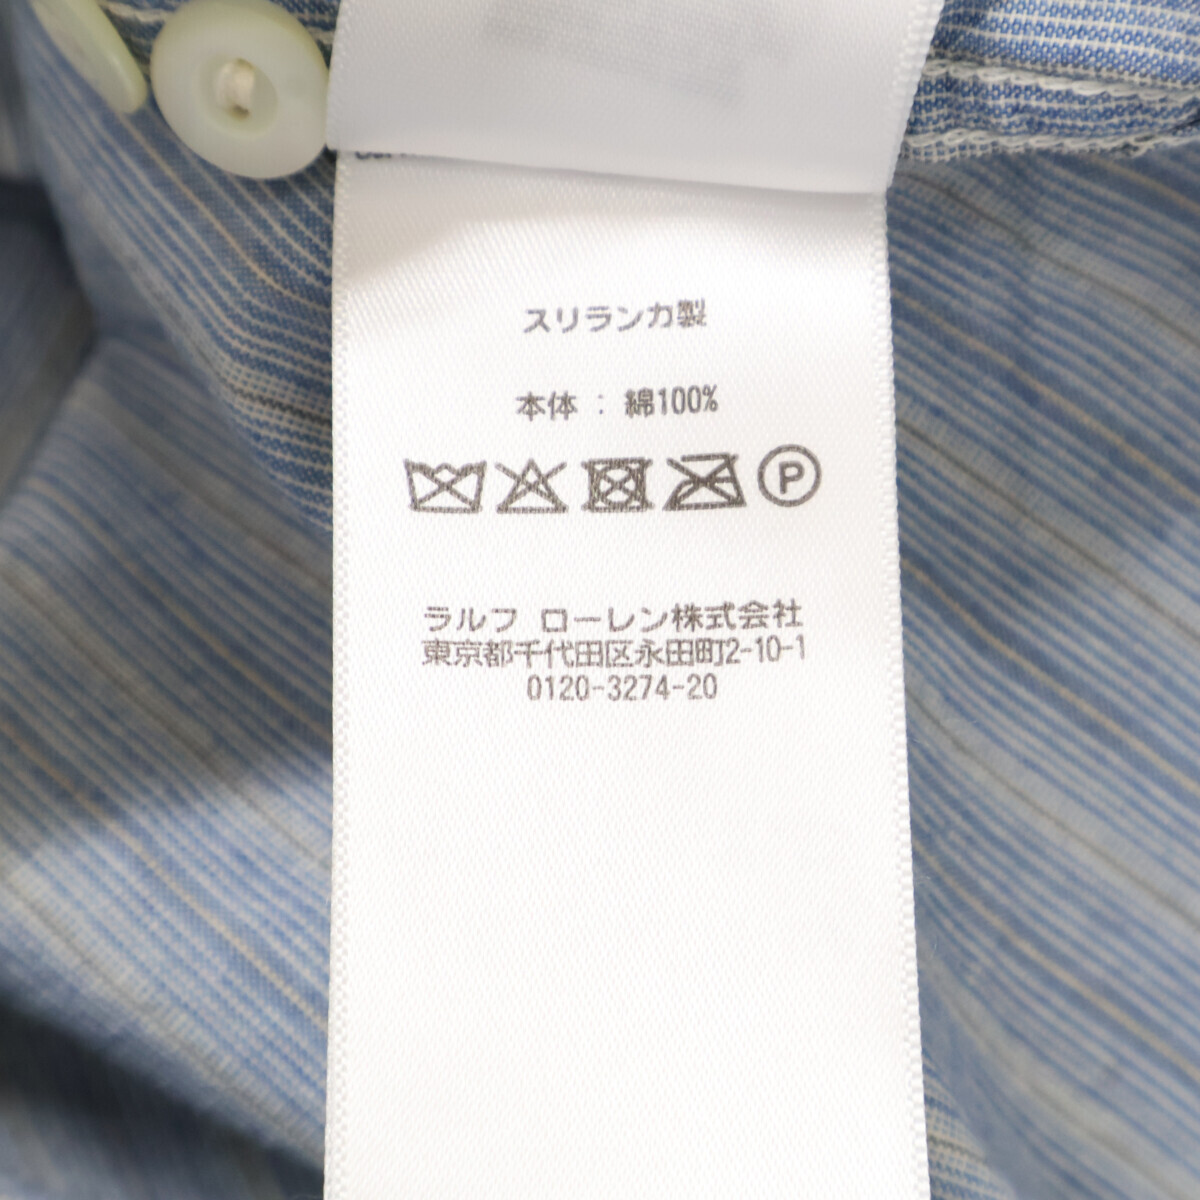 スリランカ製
本体 : 綿100%
P
ラルフ ローレン株式会社
東京都千代田区永田町2-10-1
0120-3274-20